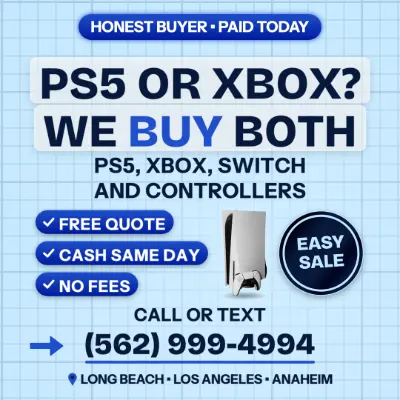 HONEST BUYER • PAID TODAY
PS5 OR XBOX?
WE BUY BOTH
PS5, XBOX, SWITCH
AND CONTROLLERS
FREE QUOTE
CASH SAME DAY
NO FEES
EASY
SALE
CALL OR TEXT
(562) 999-4994
LONG BEACH • LOS ANGELES • ANAHEIM